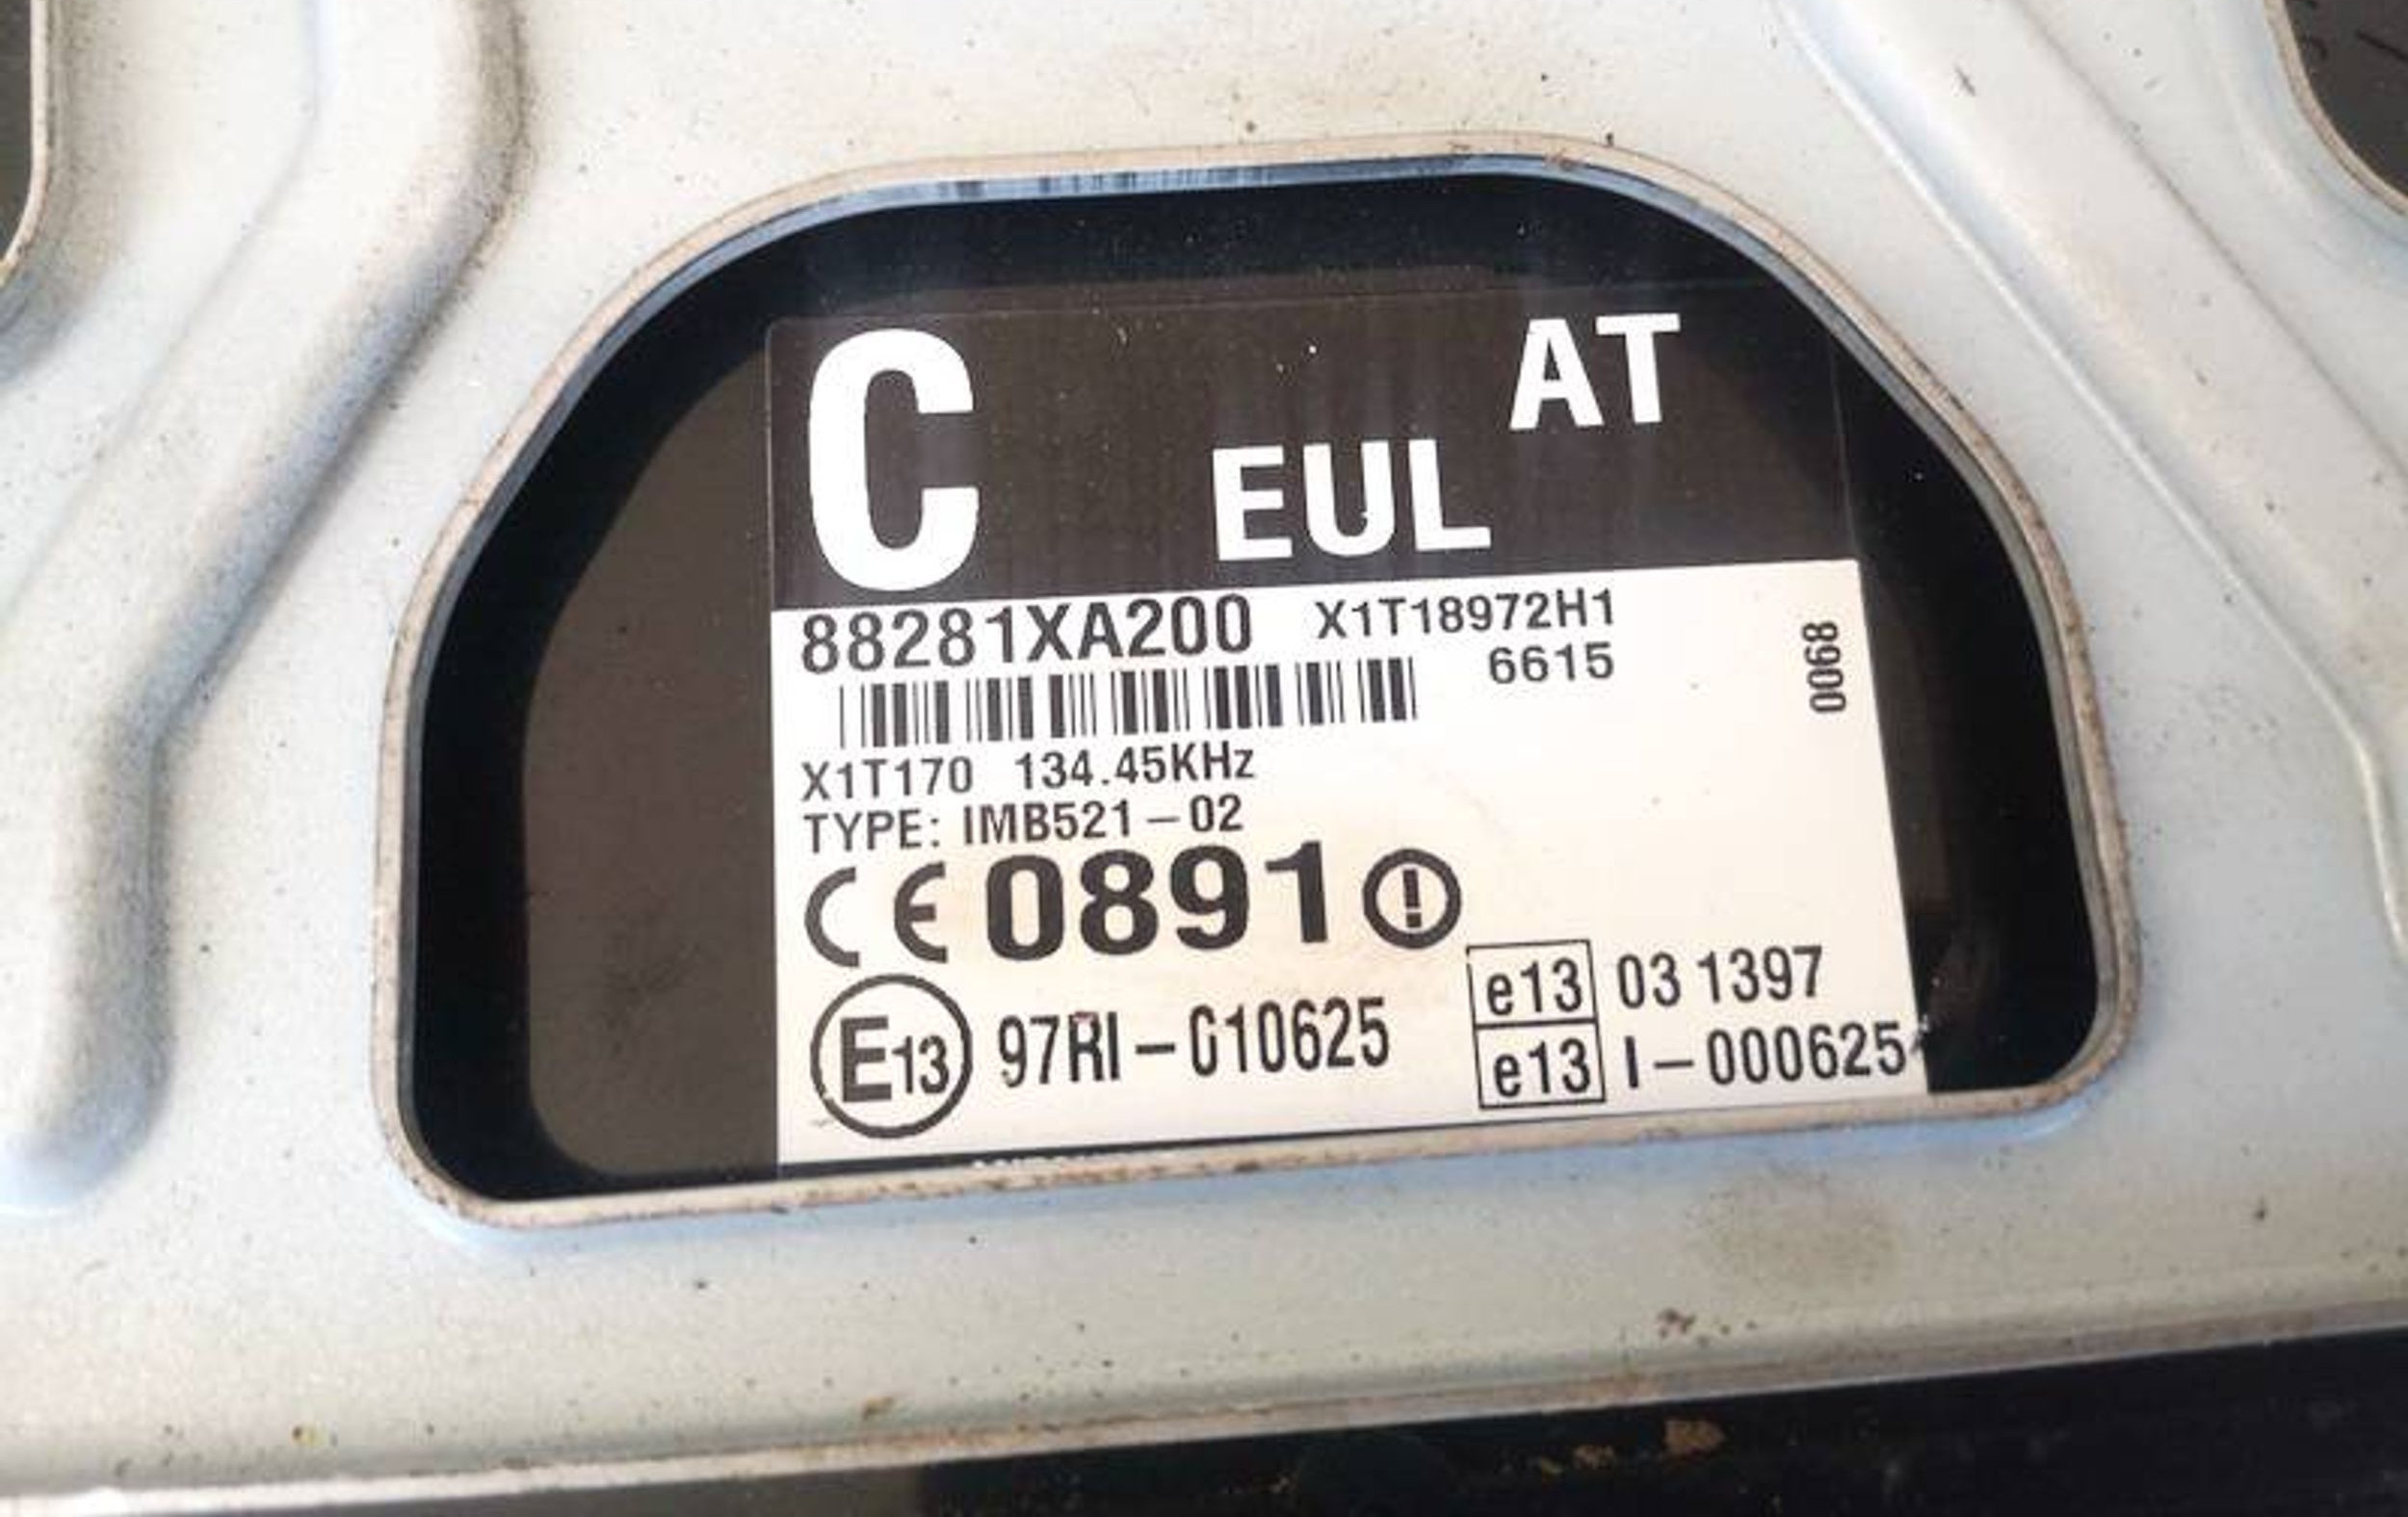 C EUL AT
88281XA200 X1T18972H1
6615
0068
X1T170 134.45KHz
TYPE: IMB521-02
CE 0891
E13 97RI-010625
e13 03 1397
e13 I-000625